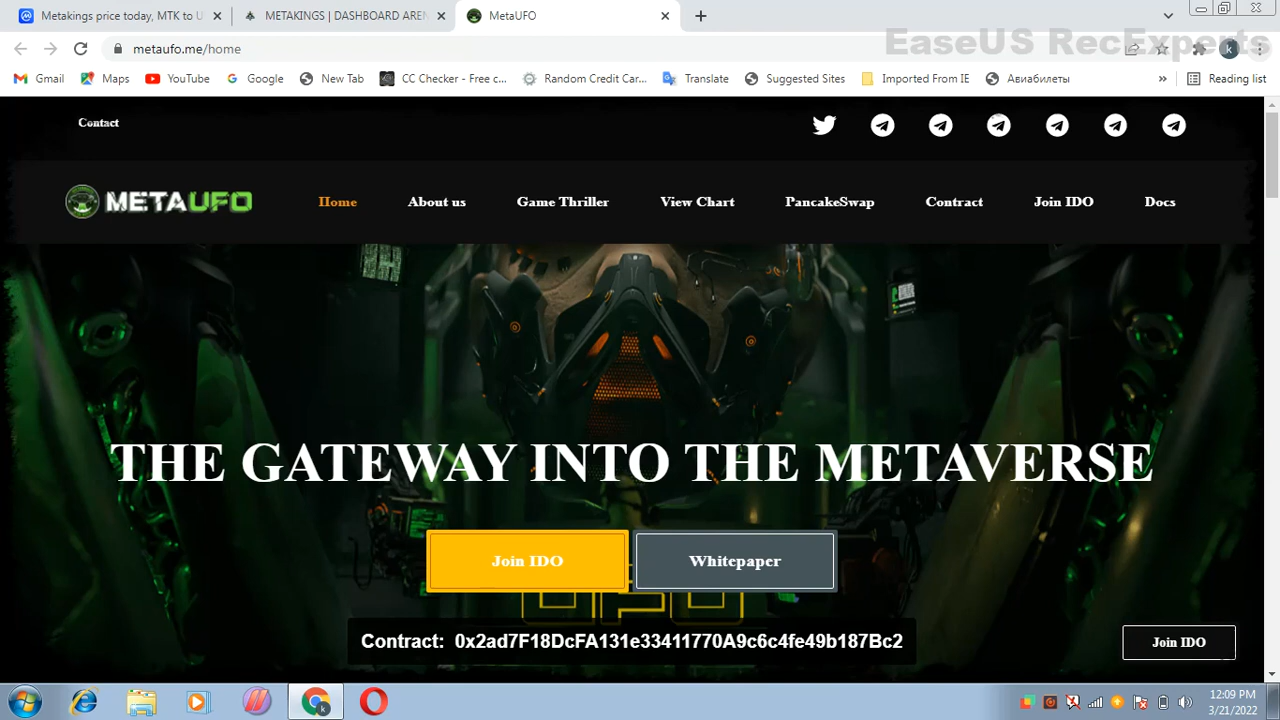 Metakings price today, MTK to U
METAKINGS | DASHBOARD AREN
MetaUFO
EaseUS RecExperts
metaufo.me/home
k
Gmail
Maps
YouTube
Google
New Tab
CC Checker - Free c...
Random Credit Car...
Translate
Suggested Sites
Imported From IE
Авиабилеты
»
Reading list
Contact
METAUFO
Home
About us
Game Thriller
View Chart
PancakeSwap
Contract
Join IDO
Docs
THE GATEWAY INTO THE METAVERSE
Join IDO
Whitepaper
Contract: 0x2ad7F18DcFA131e33411770A9c6c4fe49b187Bc2
Join IDO
12:09 PM
3/21/2022